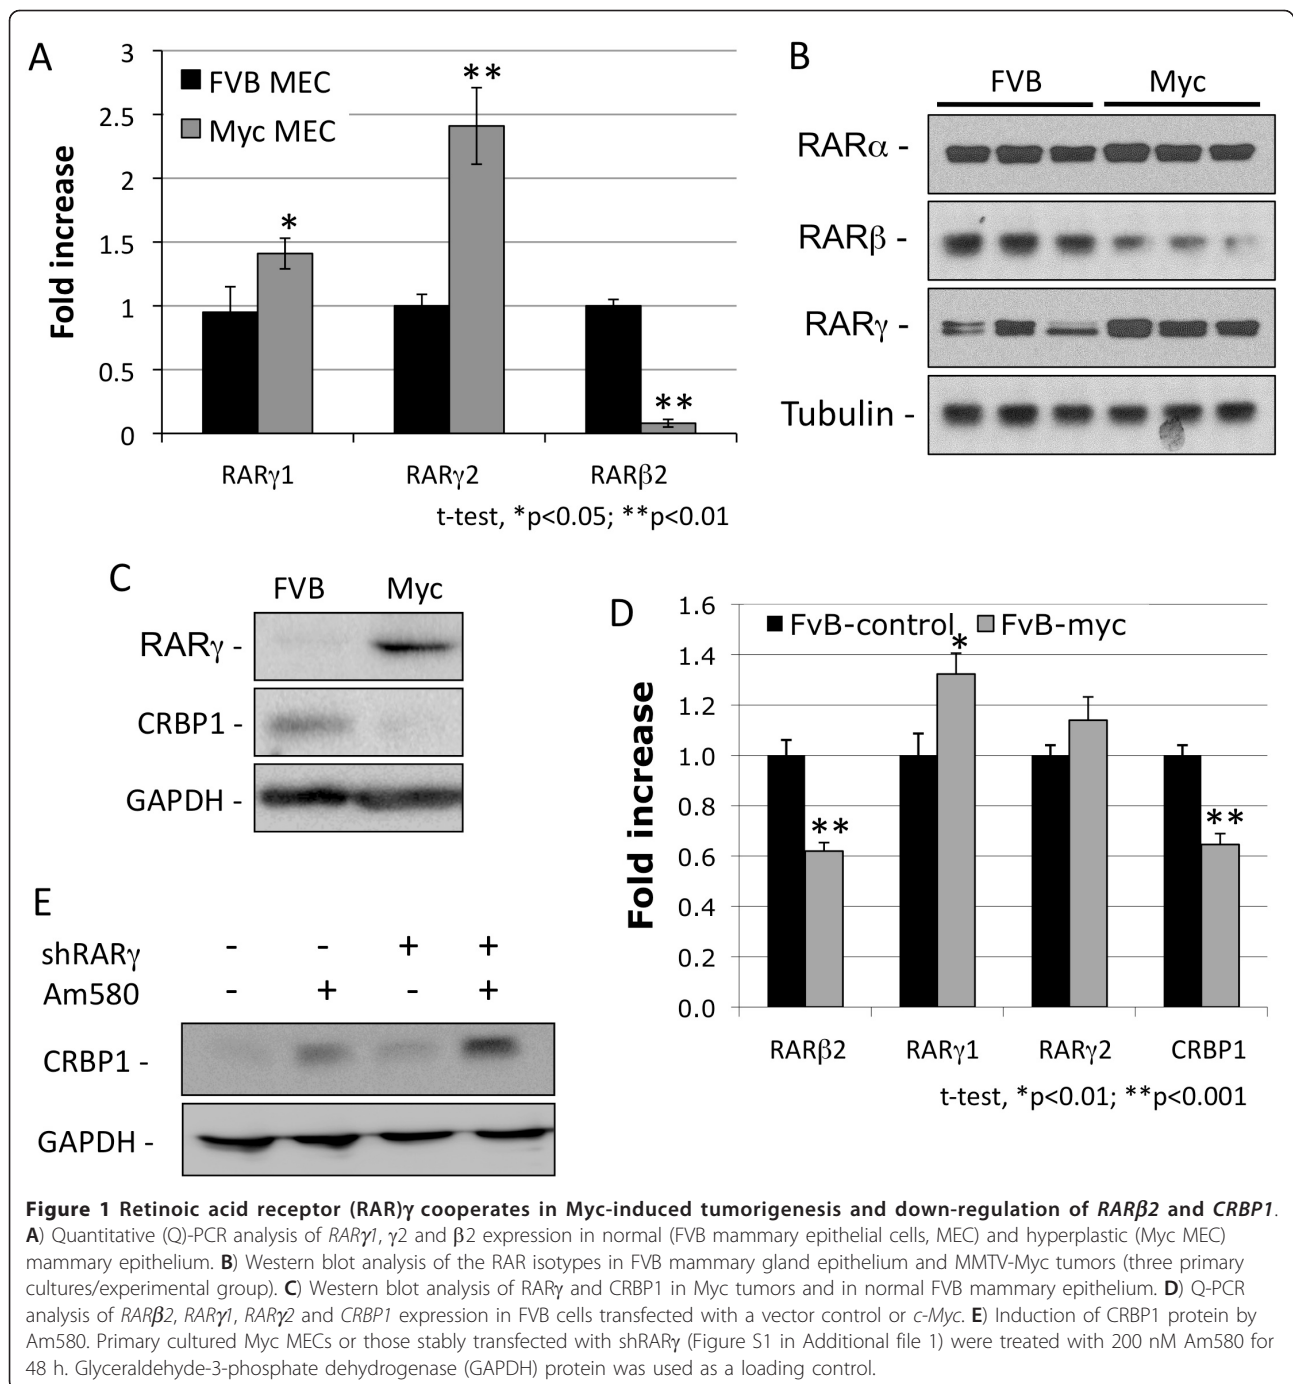 A
3
2.5
2
1.5
1
0.5
0
Fold increase
FVB MEC
Myc MEC
*
**
**
RARγ1 RARγ2 RARβ2
t-test, *p<0.05; **p<0.01
B
FVB Myc
RARα -
RARβ -
RARγ -
Tubulin -
C
FVB Myc
RARγ -
CRBP1 -
GAPDH -
D
1.6
1.4
1.2
1.0
0.8
0.6
0.4
0.2
0.0
Fold increase
FvB-control FvB-myc
**
*
**
RARβ2 RARγ1 RARγ2 CRBP1
t-test, *p<0.01; **p<0.001
E
shRARγ - - + +
Am580 - + - +
CRBP1 -
GAPDH -
Figure 1 Retinoic acid receptor (RAR)γ cooperates in Myc-induced tumorigenesis and down-regulation of RARβ2 and CRBP1.
A) Quantitative (Q)-PCR analysis of RARγ1, γ2 and β2 expression in normal (FVB mammary epithelial cells, MEC) and hyperplastic (Myc MEC)
mammary epithelium. B) Western blot analysis of the RAR isotypes in FVB mammary gland epithelium and MMTV-Myc tumors (three primary
cultures/experimental group). C) Western blot analysis of RARγ and CRBP1 in Myc tumors and in normal FVB mammary epithelium. D) Q-PCR
analysis of RARβ2, RARγ1, RARγ2 and CRBP1 expression in FVB cells transfected with a vector control or c-Myc. E) Induction of CRBP1 protein by
Am580. Primary cultured Myc MECs or those stably transfected with shRARγ (Figure S1 in Additional file 1) were treated with 200 nM Am580 for
48 h. Glyceraldehyde-3-phosphate dehydrogenase (GAPDH) protein was used as a loading control.